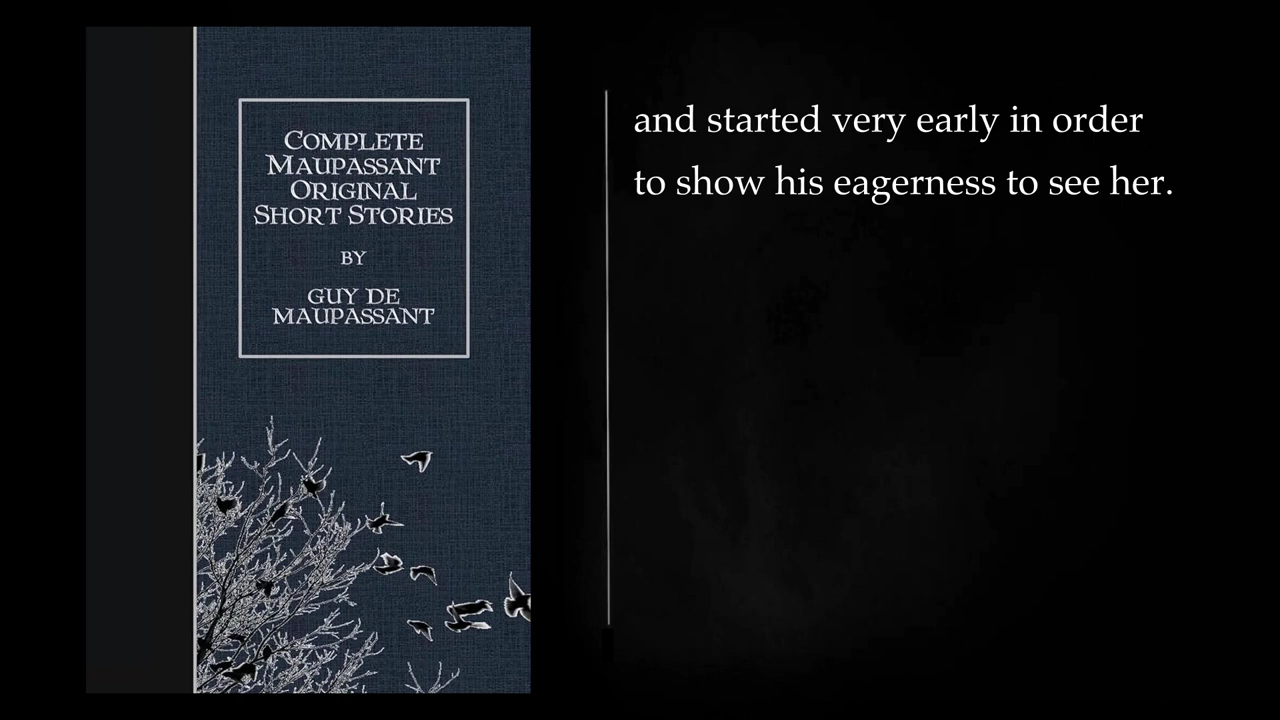 COMPLETE
MAUPASSANT
ORIGINAL
SHORT STORIES
BY
GUY DE
MAUPASSANT
and started very early in order
to show his eagerness to see her.